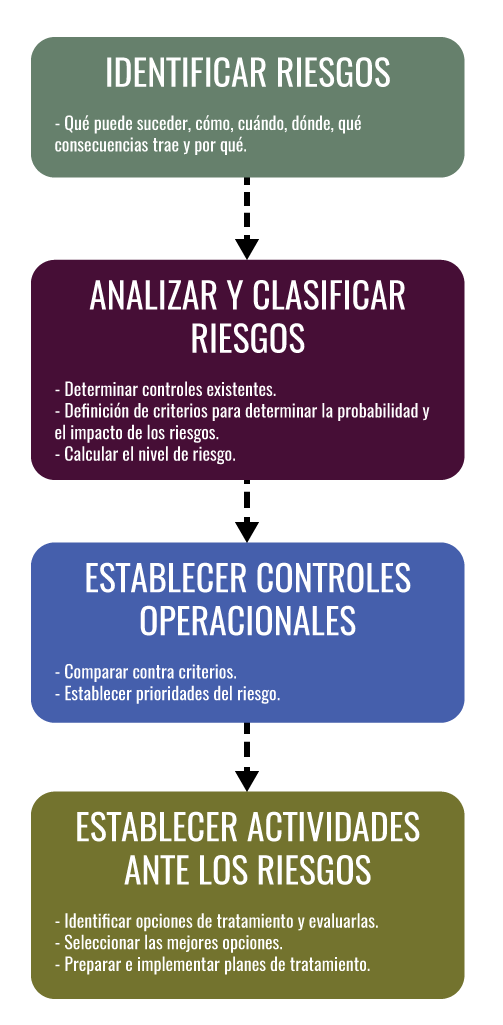 IDENTIFICAR RIESGOS
- Qué puede suceder, cómo, cuándo, dónde, qué
consecuencias trae y por qué.
ANALIZAR Y CLASIFICAR
RIESGOS
- Determinar controles existentes.
- Definición de criterios para determinar la probabilidad y
el impacto de los riesgos.
- Calcular el nivel de riesgo.
ESTABLECER CONTROLES
OPERACIONALES
- Comparar contra criterios.
- Establecer prioridades del riesgo.
ESTABLECER ACTIVIDADES
ANTE LOS RIESGOS
- Identificar opciones de tratamiento y evaluarlas.
- Seleccionar las mejores opciones.
- Preparar e implementar planes de tratamiento.